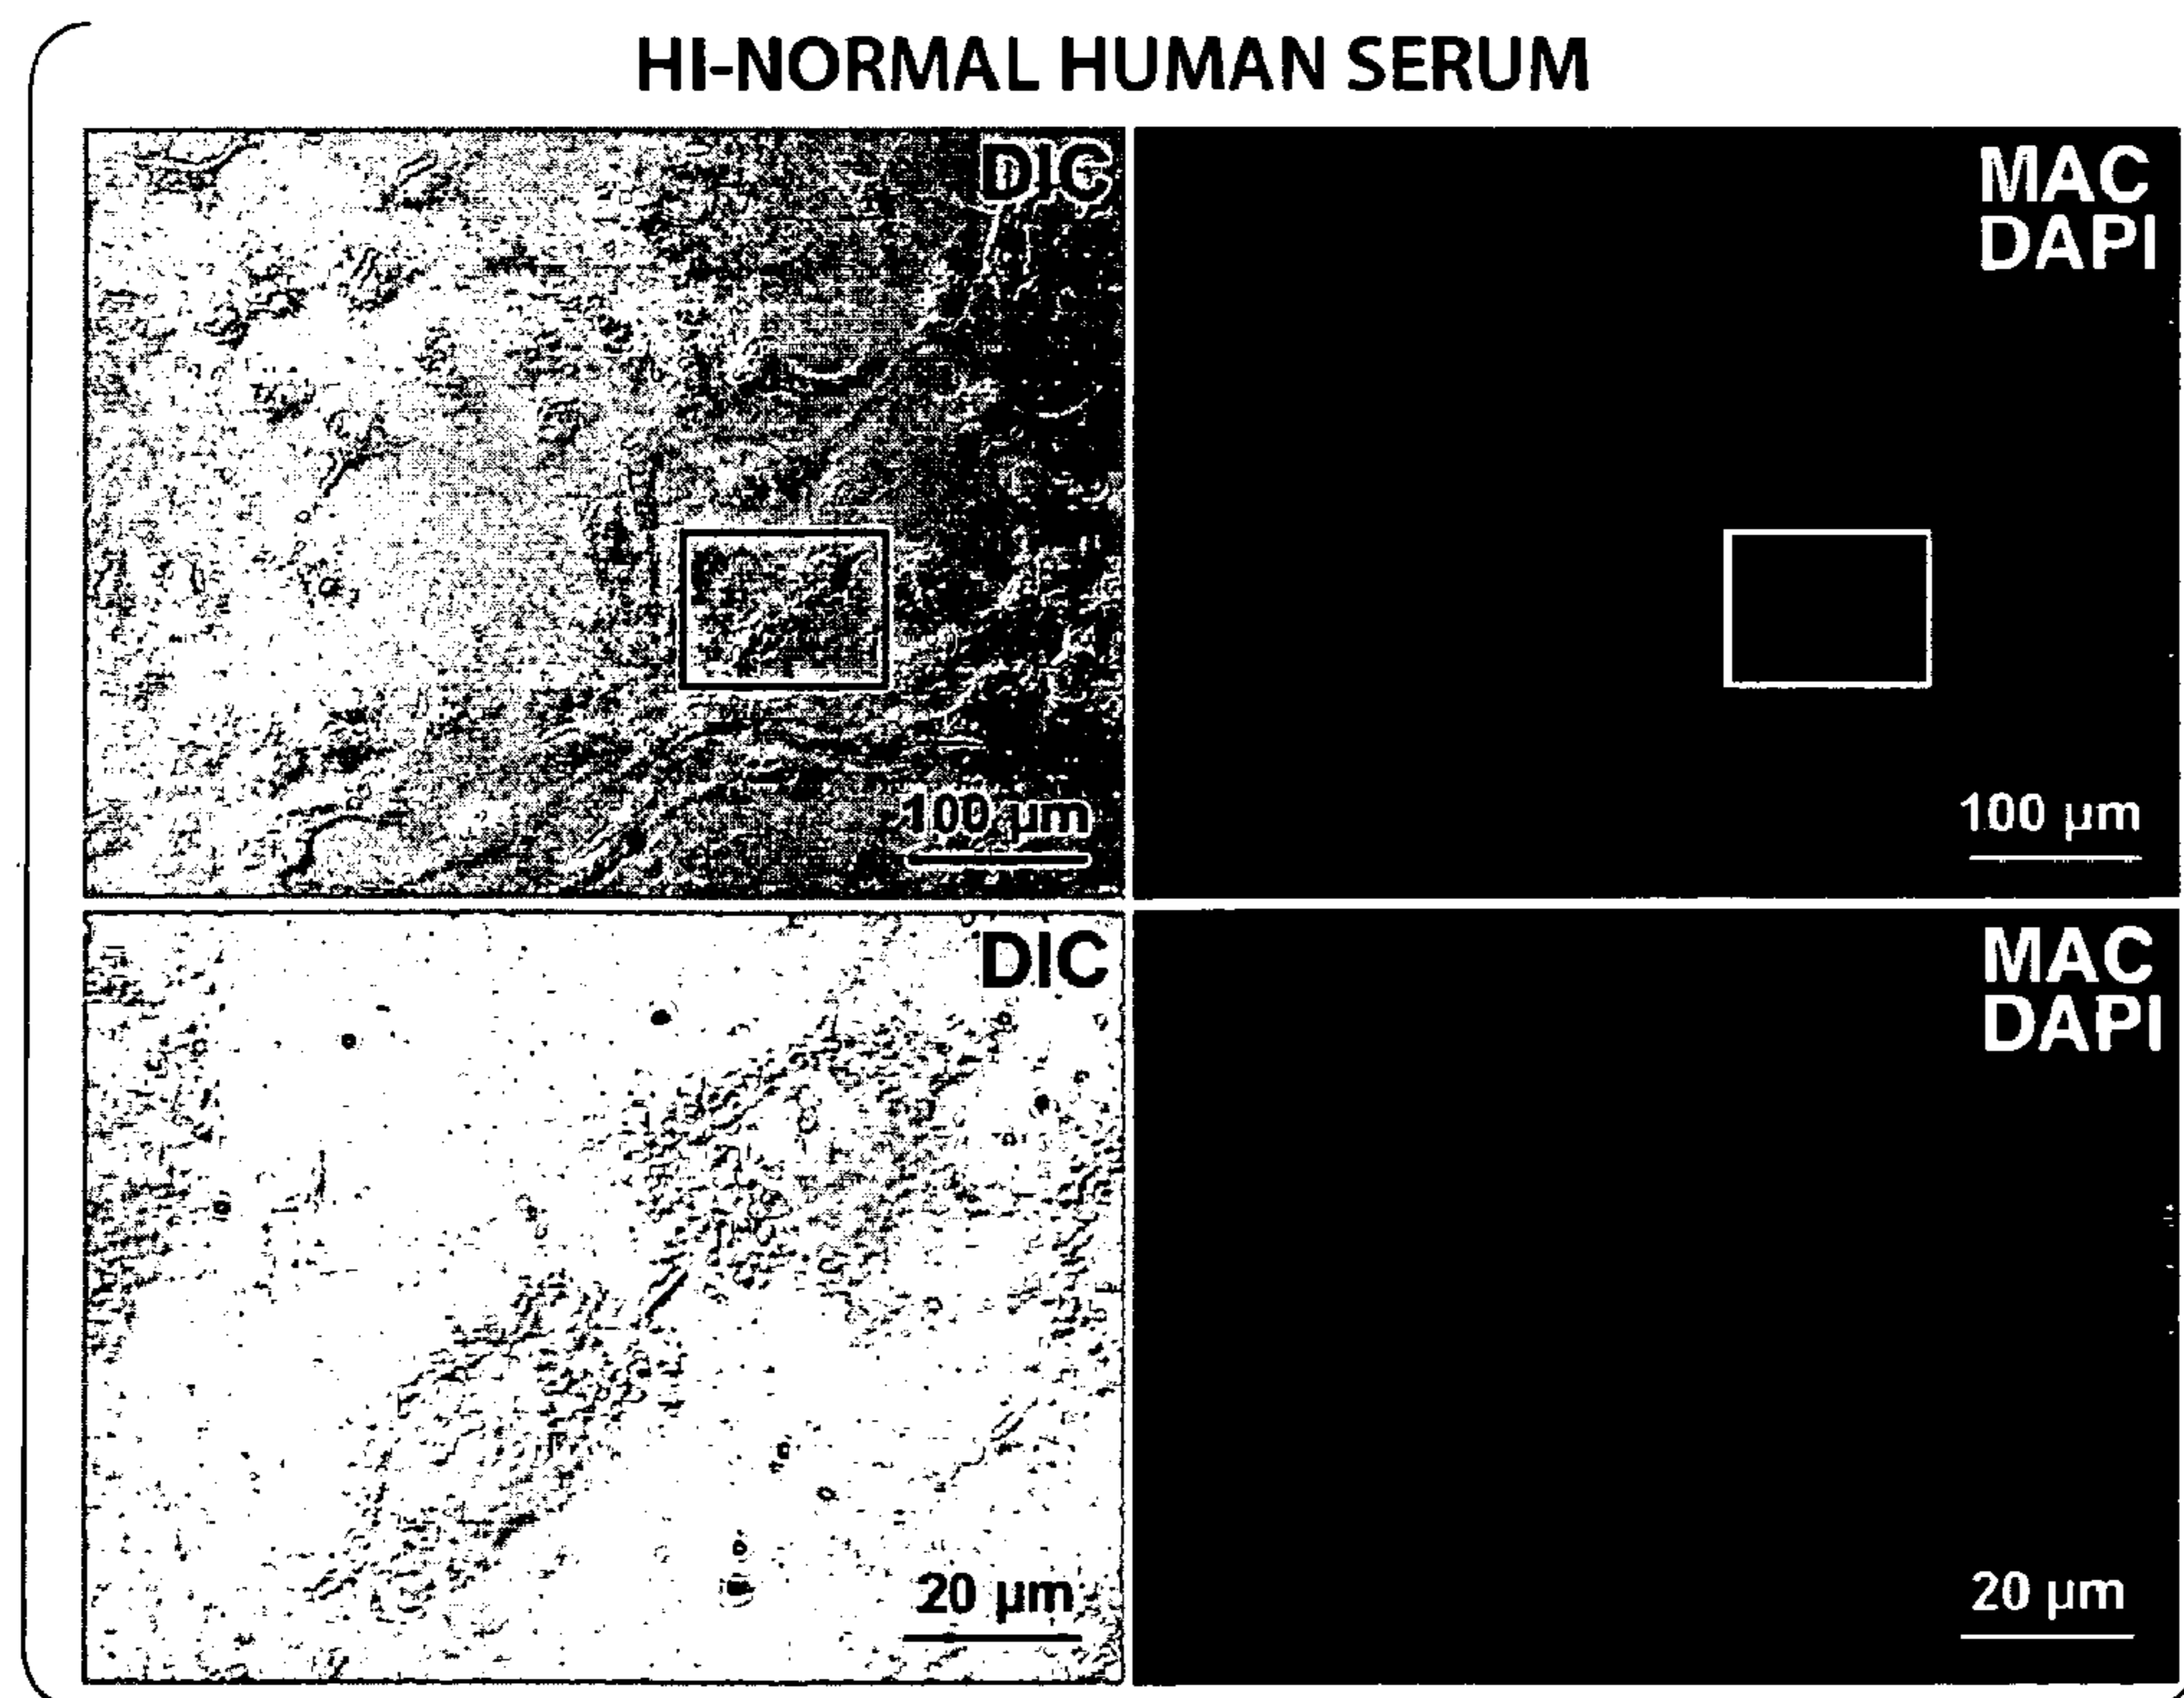 HI-NORMAL HUMAN SERUM
DIC
MAC
DAPI
100 µm
100 µm
DIC
MAC
DAPI
20 µm
20 µm